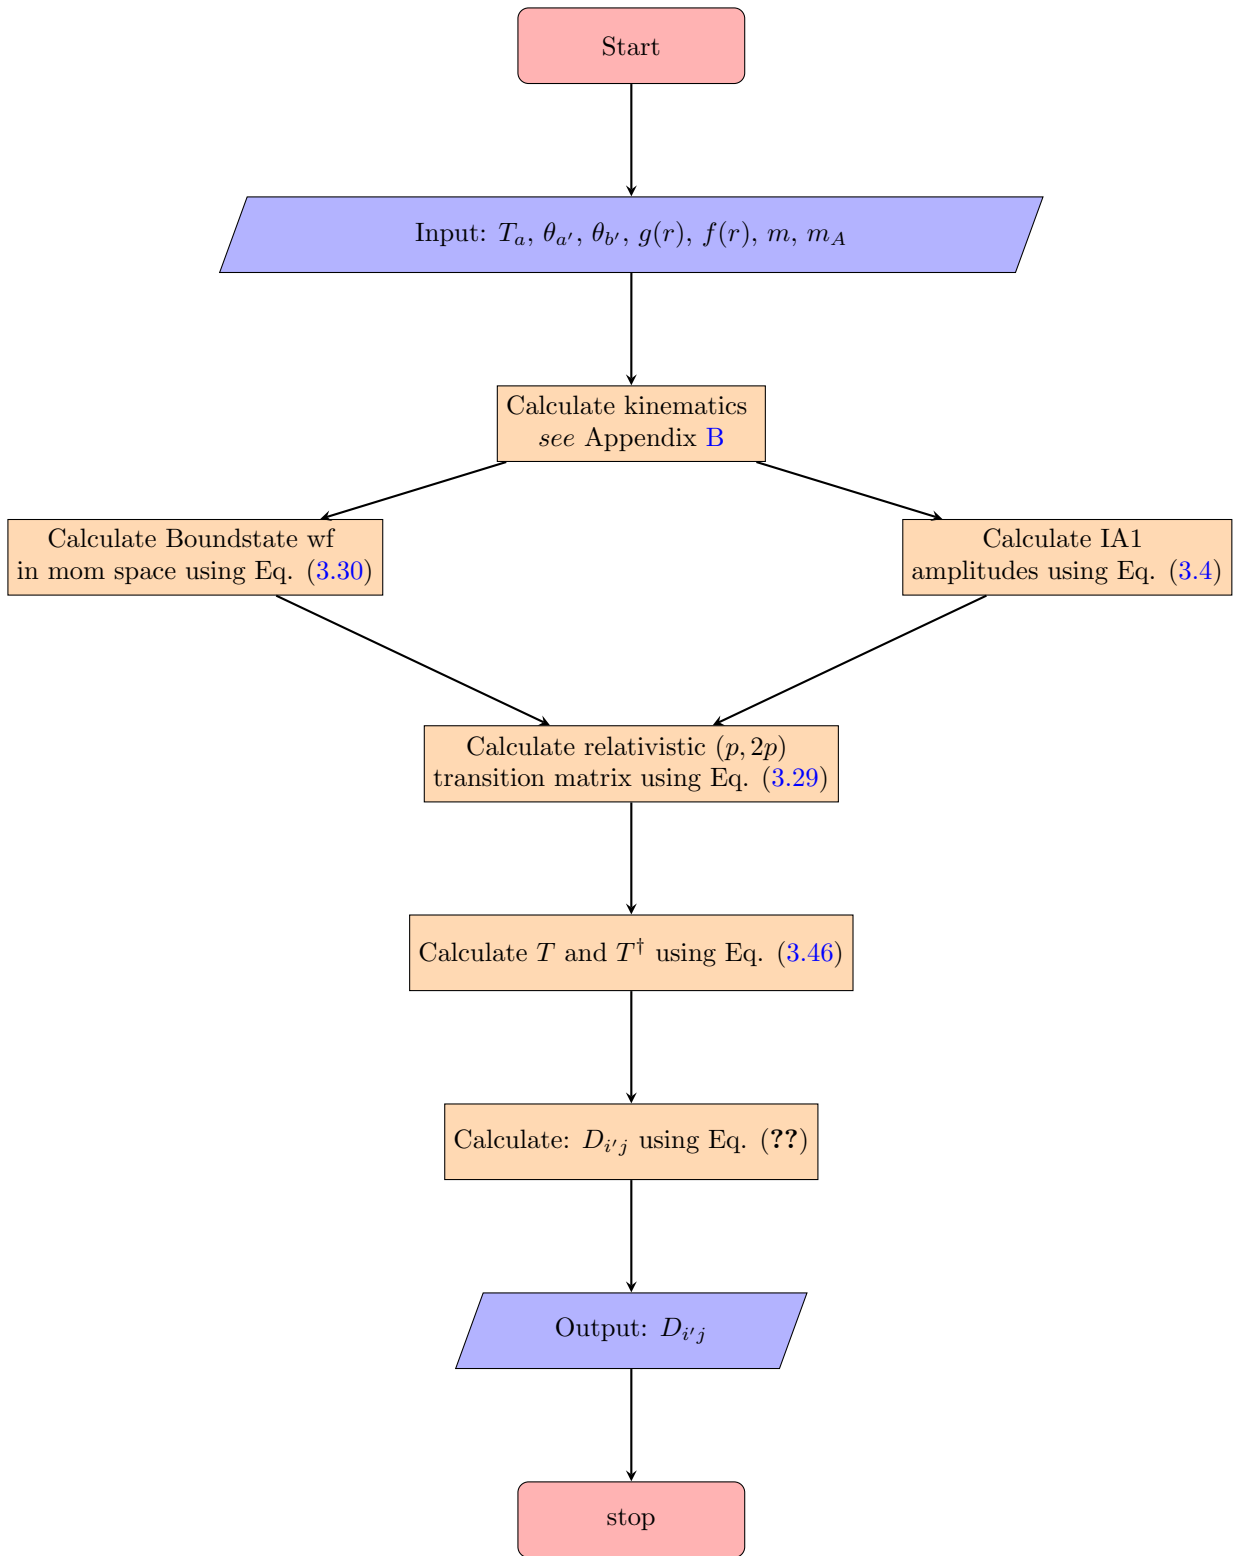 Start
Input: $T_a$, $\theta_{a'}$, $\theta_{b'}$, $g(r)$, $f(r)$, $m$, $m_A$
Calculate kinematics
see Appendix B
Calculate Boundstate wf
in mom space using Eq. (3.30)
Calculate IA1
amplitudes using Eq. (3.4)
Calculate relativistic $(p, 2p)$
transition matrix using Eq. (3.29)
Calculate $T$ and $T^\dagger$ using Eq. (3.46)
Calculate: $D_{i'j}$ using Eq. (??)
Output: $D_{i'j}$
stop